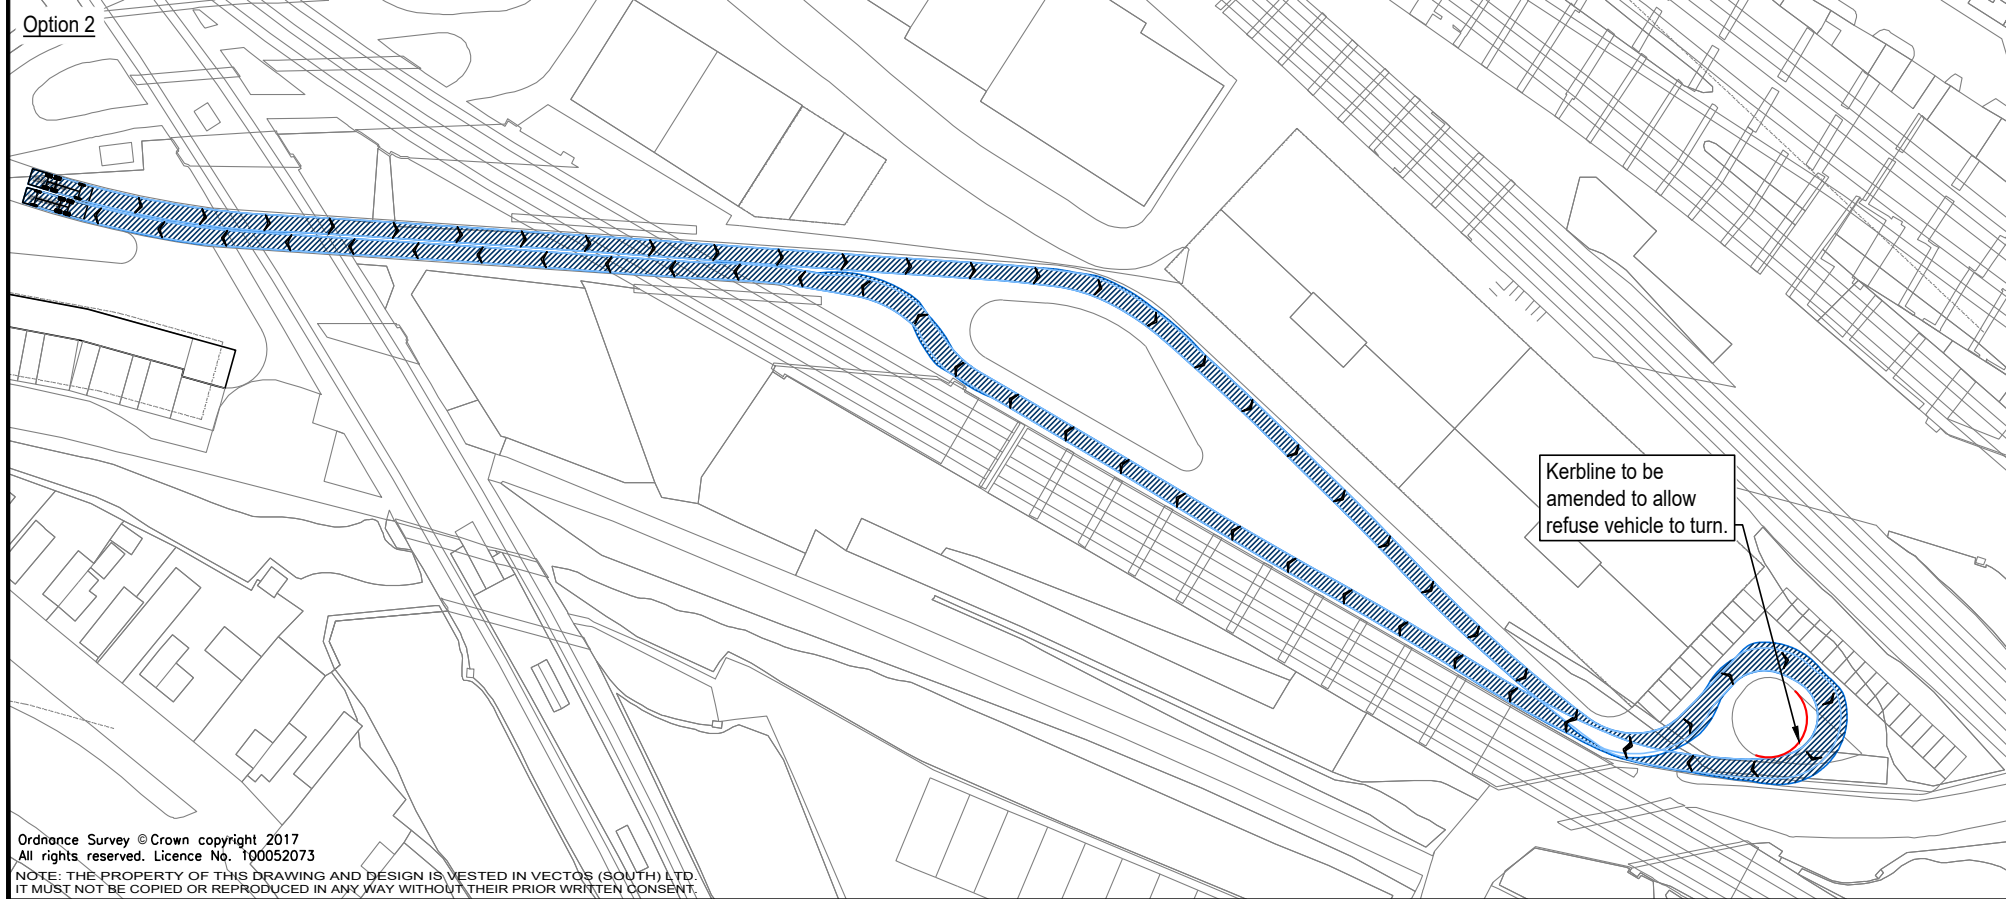 Option 2
Kerbline to be
amended to allow
refuse vehicle to turn.
Ordnance Survey © Crown copyright 2017
All rights reserved. Licence No. 100052073
NOTE: THE PROPERTY OF THIS DRAWING AND DESIGN IS VESTED IN VECTOS (SOUTH) LTD.
IT MUST NOT BE COPIED OR REPRODUCED IN ANY WAY WITHOUT THEIR PRIOR WRITTEN CONSENT.